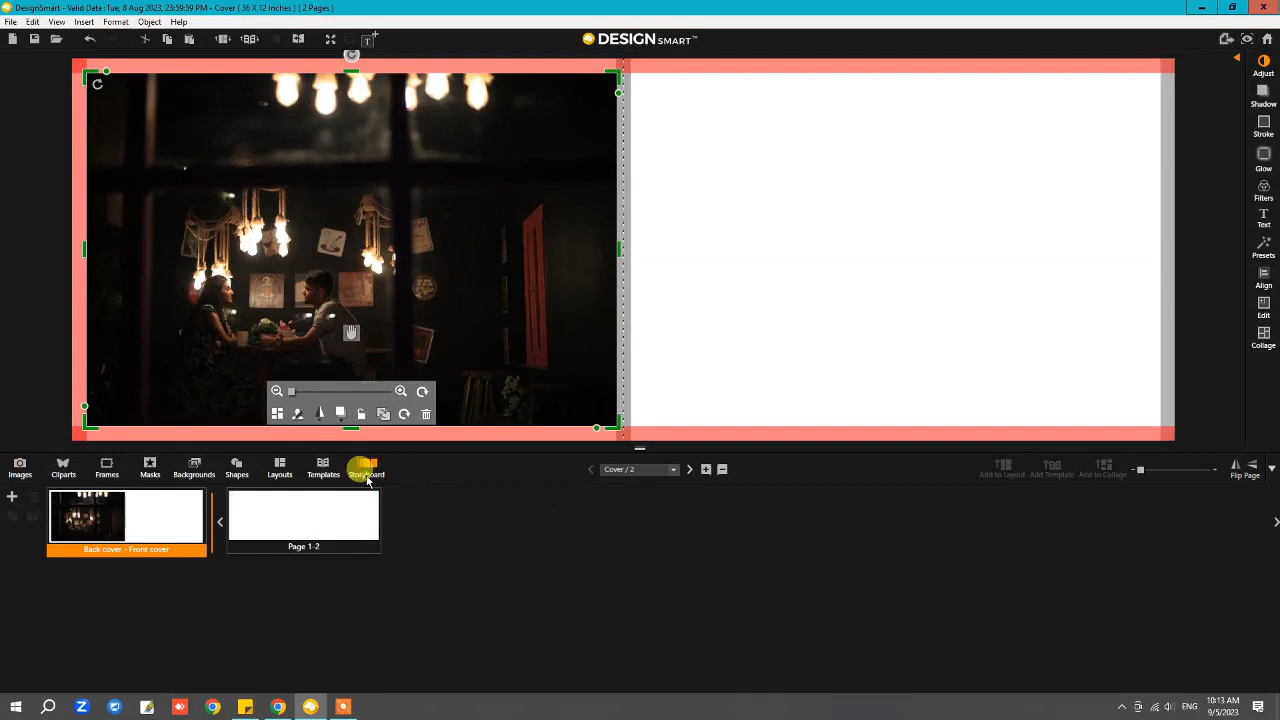 DesignSmart - Valid Date :Tue, 8 Aug 2023, 23:59:59 PM - Cover ( 36 X 12 Inches ) ( 2 Pages )
File Edit View Insert Format Object Help
DESIGN SMART™
Adjust
Shadow
Stroke
Glow
Filters
Text
Presets
Align
Edit
Collage
Images Cliparts Frames Masks Backgrounds Shapes Layouts Templates Storyboard
Cover / 2
Add to Layout Add Template Add to Collage Flip Page
Back cover - Front cover
Page 1-2
ENG
10:13 AM
9/5/2023